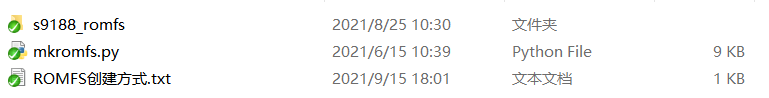 s9188_romfs 2021/8/25 10:30 文件夹
mkromfs.py 2021/6/15 10:39 Python File 9 KB
ROMFS创建方式.txt 2021/9/15 18:01 文本文档 1 KB